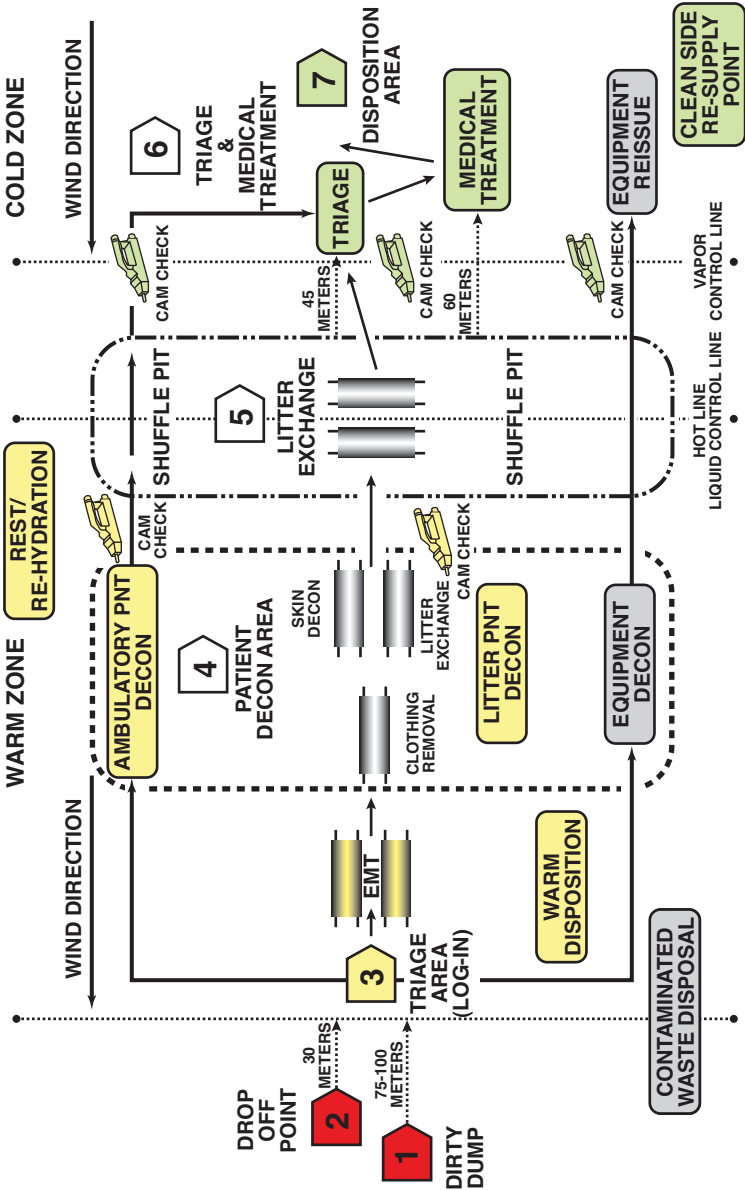 WARM ZONE
COLD ZONE
WIND DIRECTION
WIND DIRECTION
REST/
RE-HYDRATION
AMBULATORY PNT
DECON
CAM
CHECK
SHUFFLE PIT
CAM CHECK
6
TRIAGE
&
MEDICAL
TREATMENT
4
PATIENT
DECON AREA
5
LITTER
EXCHANGE
DROP
OFF
POINT
2
30
METERS
1
DIRTY
DUMP
75-100
METERS
3
TRIAGE
AREA
(LOG-IN)
EMT
CLOTHING
REMOVAL
SKIN
DECON
LITTER
EXCHANGE
CAM CHECK
45
METERS
TRIAGE
7
DISPOSITION
AREA
CAM CHECK
60
METERS
MEDICAL
TREATMENT
LITTER PNT
DECON
SHUFFLE PIT
WARM
DISPOSITION
EQUIPMENT
DECON
CAM CHECK
EQUIPMENT
REISSUE
CONTAMINATED
WASTE DISPOSAL
HOT LINE
LIQUID CONTROL LINE
VAPOR
CONTROL LINE
CLEAN SIDE
RE-SUPPLY
POINT